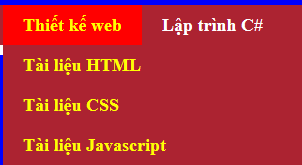 Thiết kế web Lập trình C#
Tài liệu HTML
Tài liệu CSS
Tài liệu Javascript